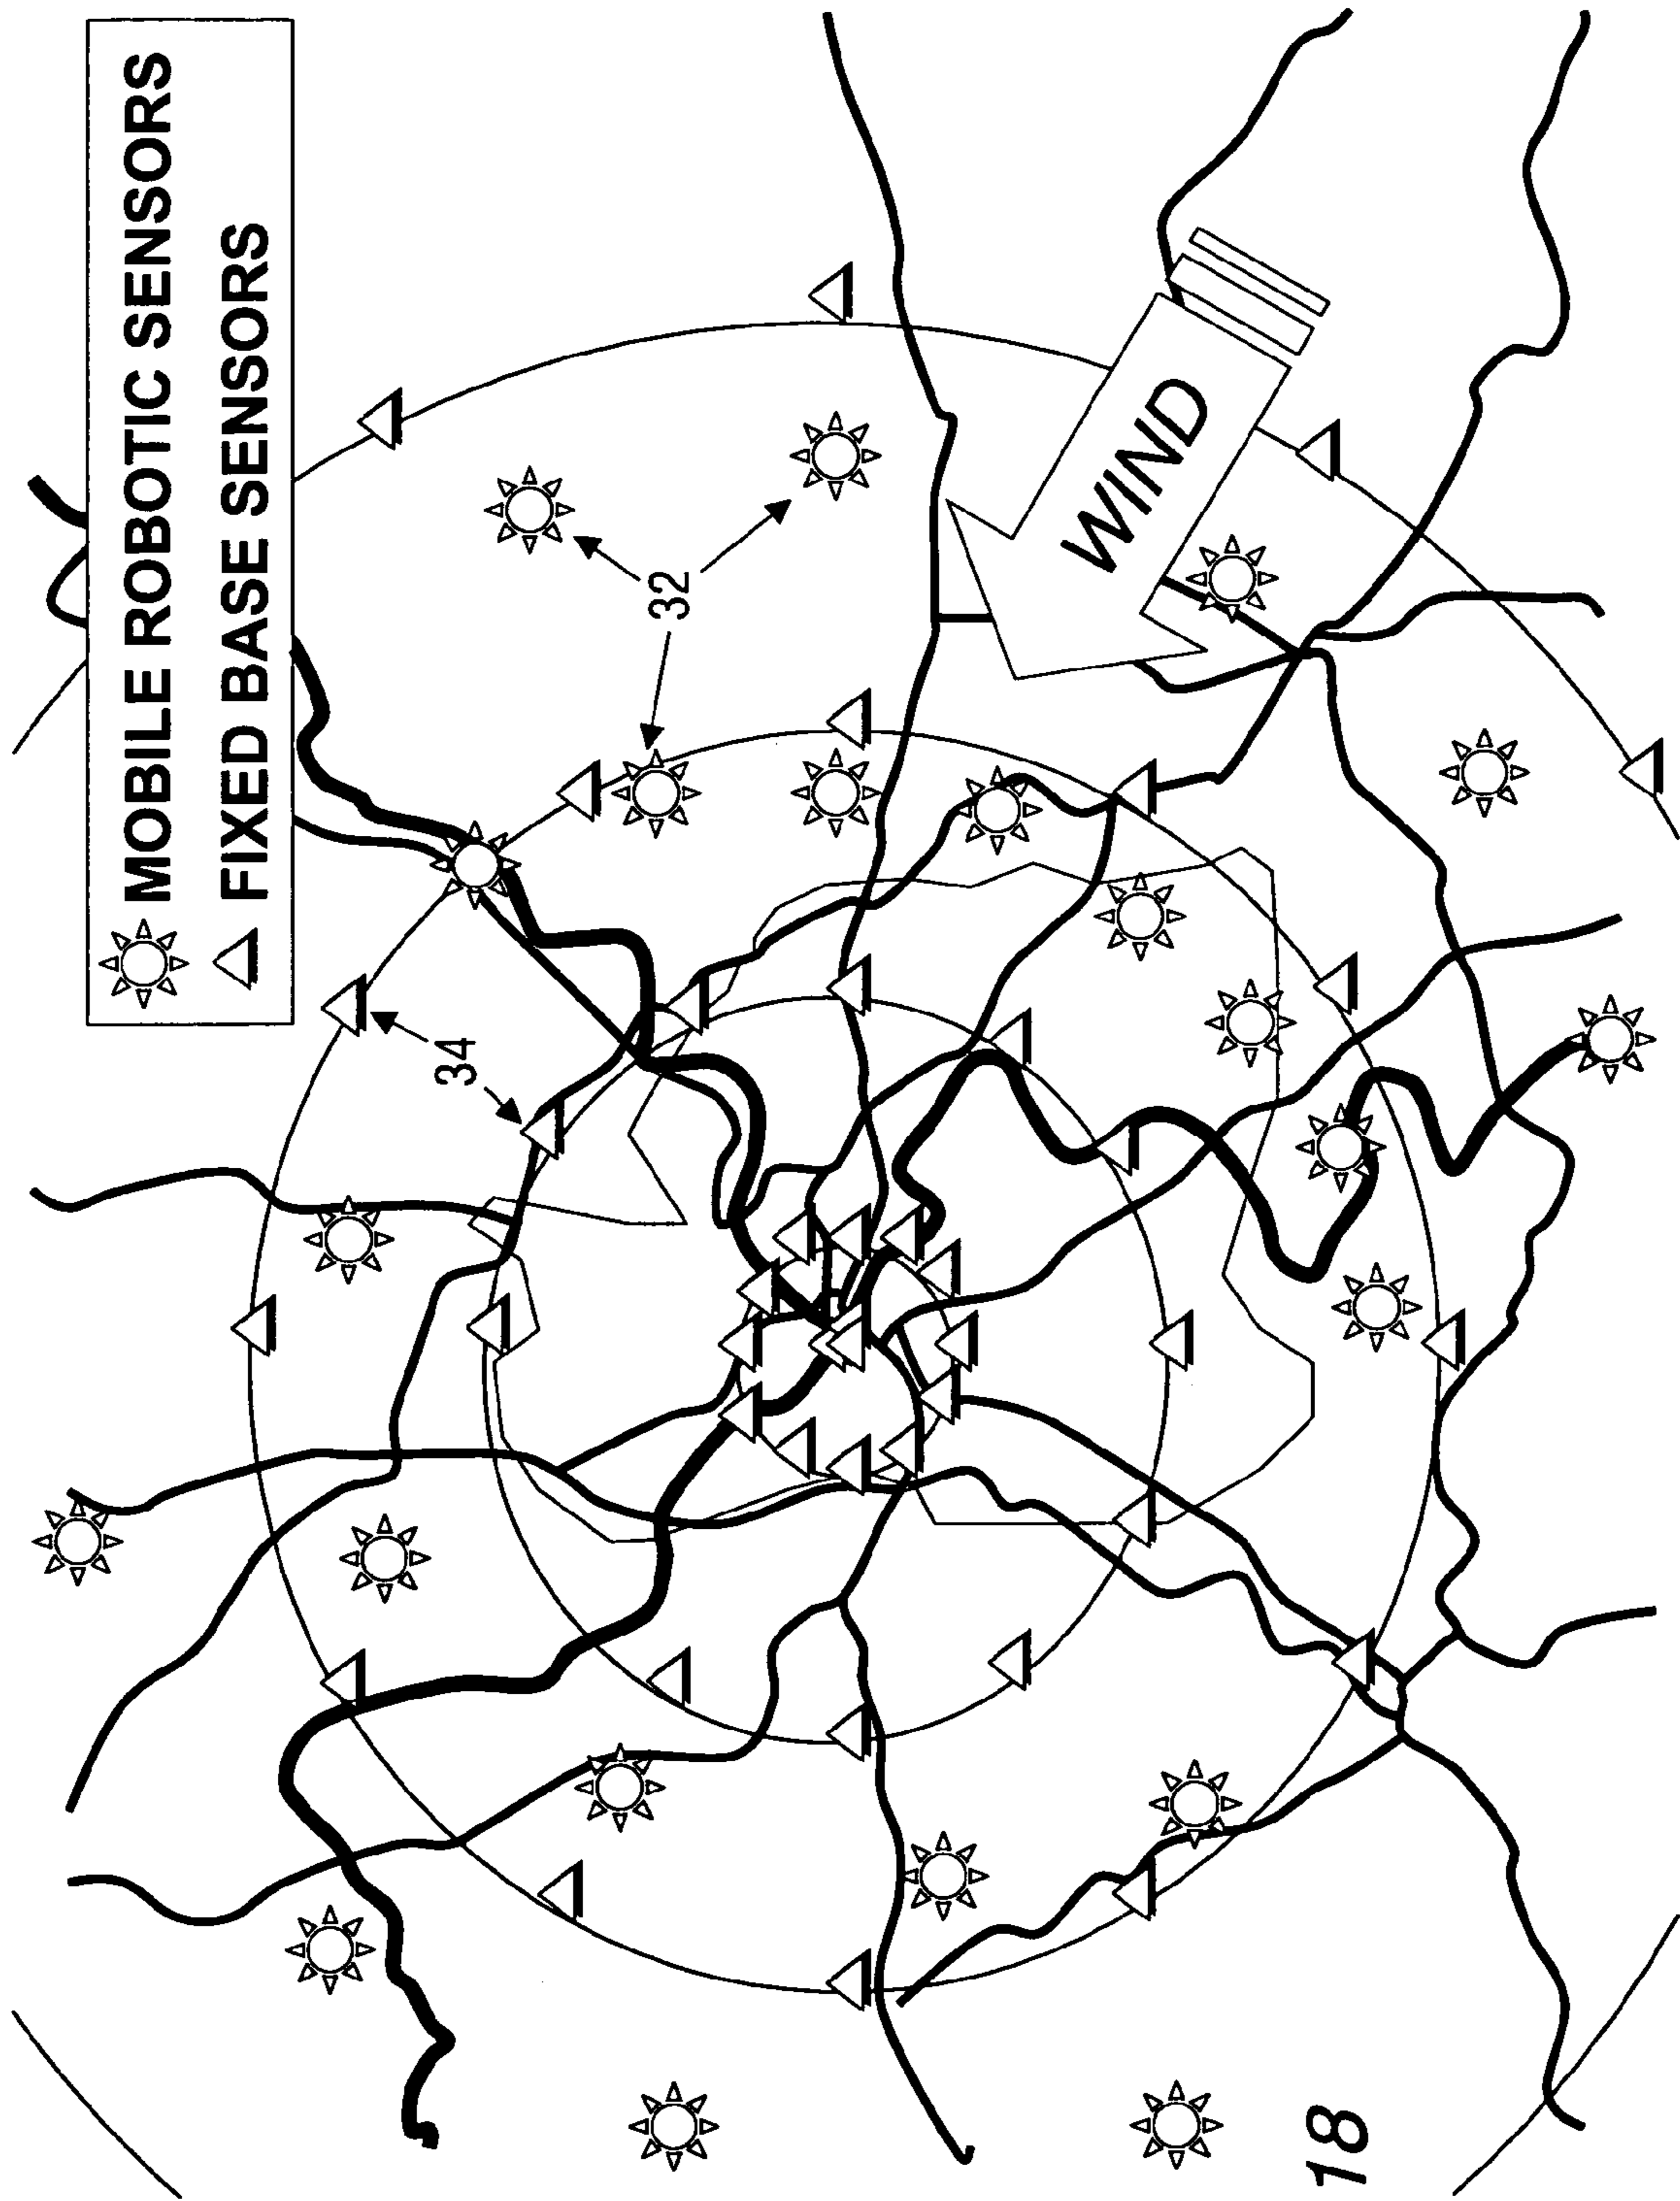 MOBILE ROBOTIC SENSORS
FIXED BASE SENSORS
34
32
WIND
18